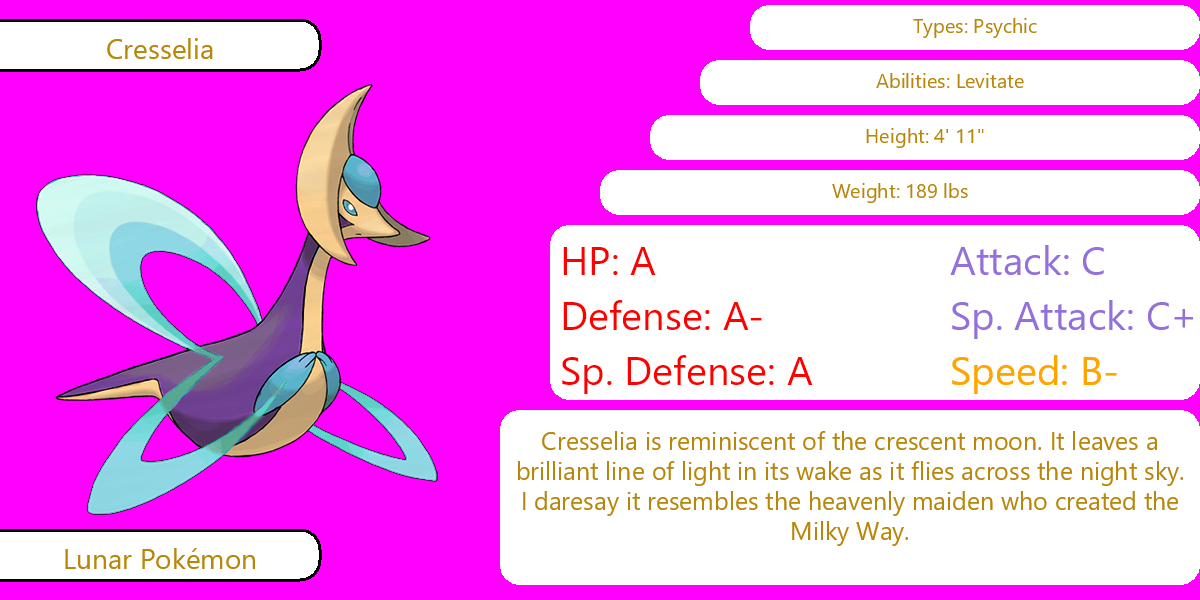 Cresselia
Types: Psychic
Abilities: Levitate
Height: 4' 11"
Weight: 189 lbs
HP: A
Attack: C
Defense: A-
Sp. Attack: C+
Sp. Defense: A
Speed: B-
Cresselia is reminiscent of the crescent moon. It leaves a
brilliant line of light in its wake as it flies across the night sky.
I daresay it resembles the heavenly maiden who created the
Milky Way.
Lunar Pokémon